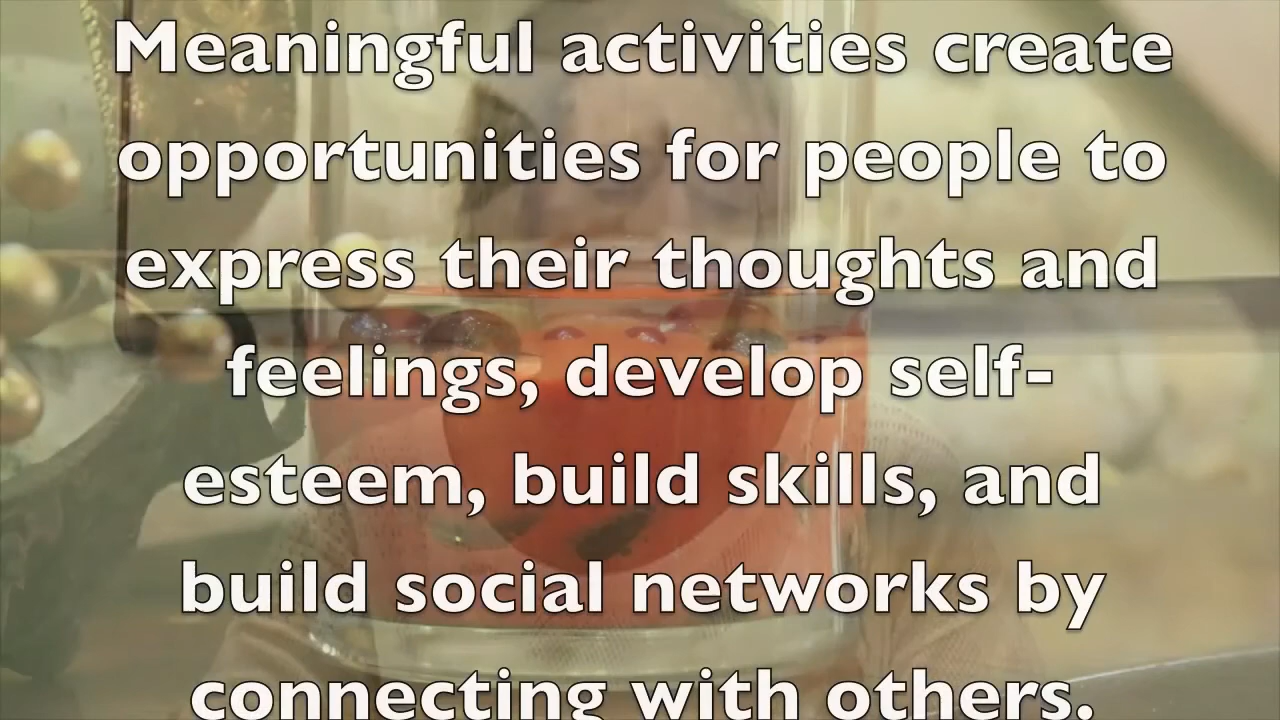 Meaningful activities create
opportunities for people to
express their thoughts and
feelings, develop self-
esteem, build skills, and
build social networks by
connecting with others.